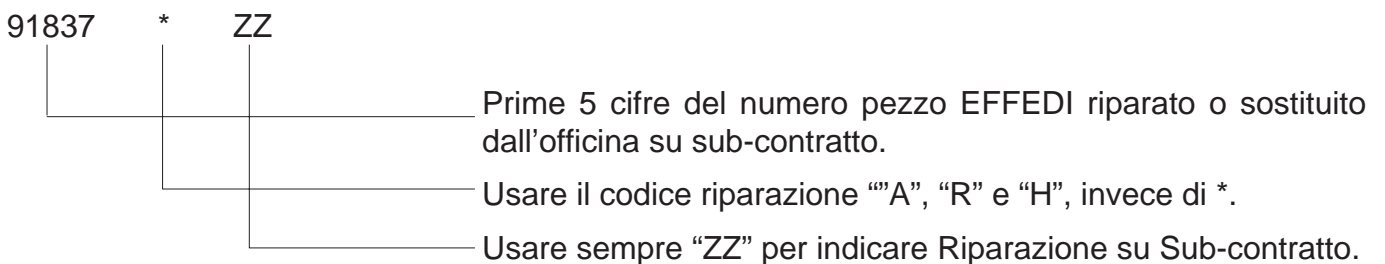 91837 * ZZ
Prime 5 cifre del numero pezzo EFFEDI riparato o sostituito
dall'officina su sub-contratto.
Usare il codice riparazione “”A”, “R” e “H”, invece di *.
Usare sempre “ZZ” per indicare Riparazione su Sub-contratto.